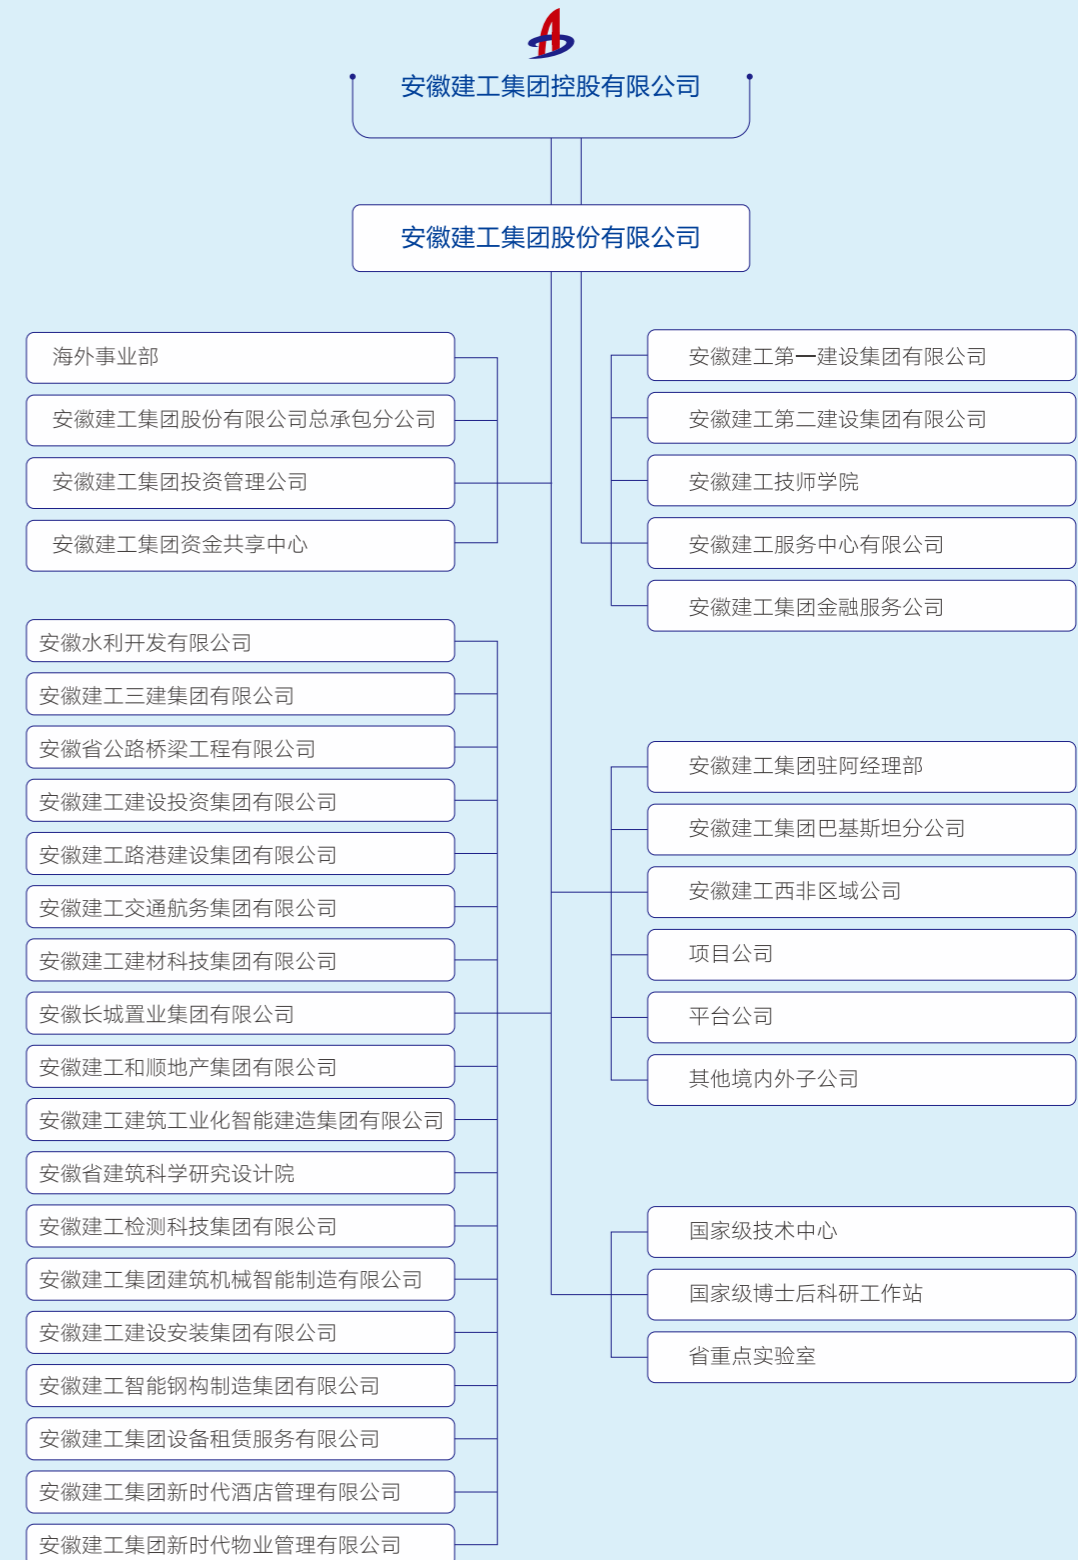 安徽建工集团控股有限公司
安徽建工集团股份有限公司
海外事业部
安徽建工集团股份有限公司总承包分公司
安徽建工集团投资管理公司
安徽建工集团资金共享中心
安徽建工第一建设集团有限公司
安徽建工第二建设集团有限公司
安徽建工技师学院
安徽建工服务中心有限公司
安徽建工集团金融服务公司
安徽水利开发有限公司
安徽建工三建集团有限公司
安徽省公路桥梁工程有限公司
安徽建工建设投资集团有限公司
安徽建工路港建设集团有限公司
安徽建工交通航务集团有限公司
安徽建工建材科技集团有限公司
安徽长城置业集团有限公司
安徽建工和顺地产集团有限公司
安徽建工建筑工业化智能建造集团有限公司
安徽省建筑科学研究设计院
安徽建工检测科技集团有限公司
安徽建工集团建筑机械智能制造有限公司
安徽建工建设安装集团有限公司
安徽建工智能钢构制造集团有限公司
安徽建工集团设备租赁服务有限公司
安徽建工集团新时代酒店管理有限公司
安徽建工集团新时代物业管理有限公司
安徽建工集团驻阿经理部
安徽建工集团巴基斯坦分公司
安徽建工西非区域公司
项目公司
平台公司
其他境内外子公司
国家级技术中心
国家级博士后科研工作站
省重点实验室